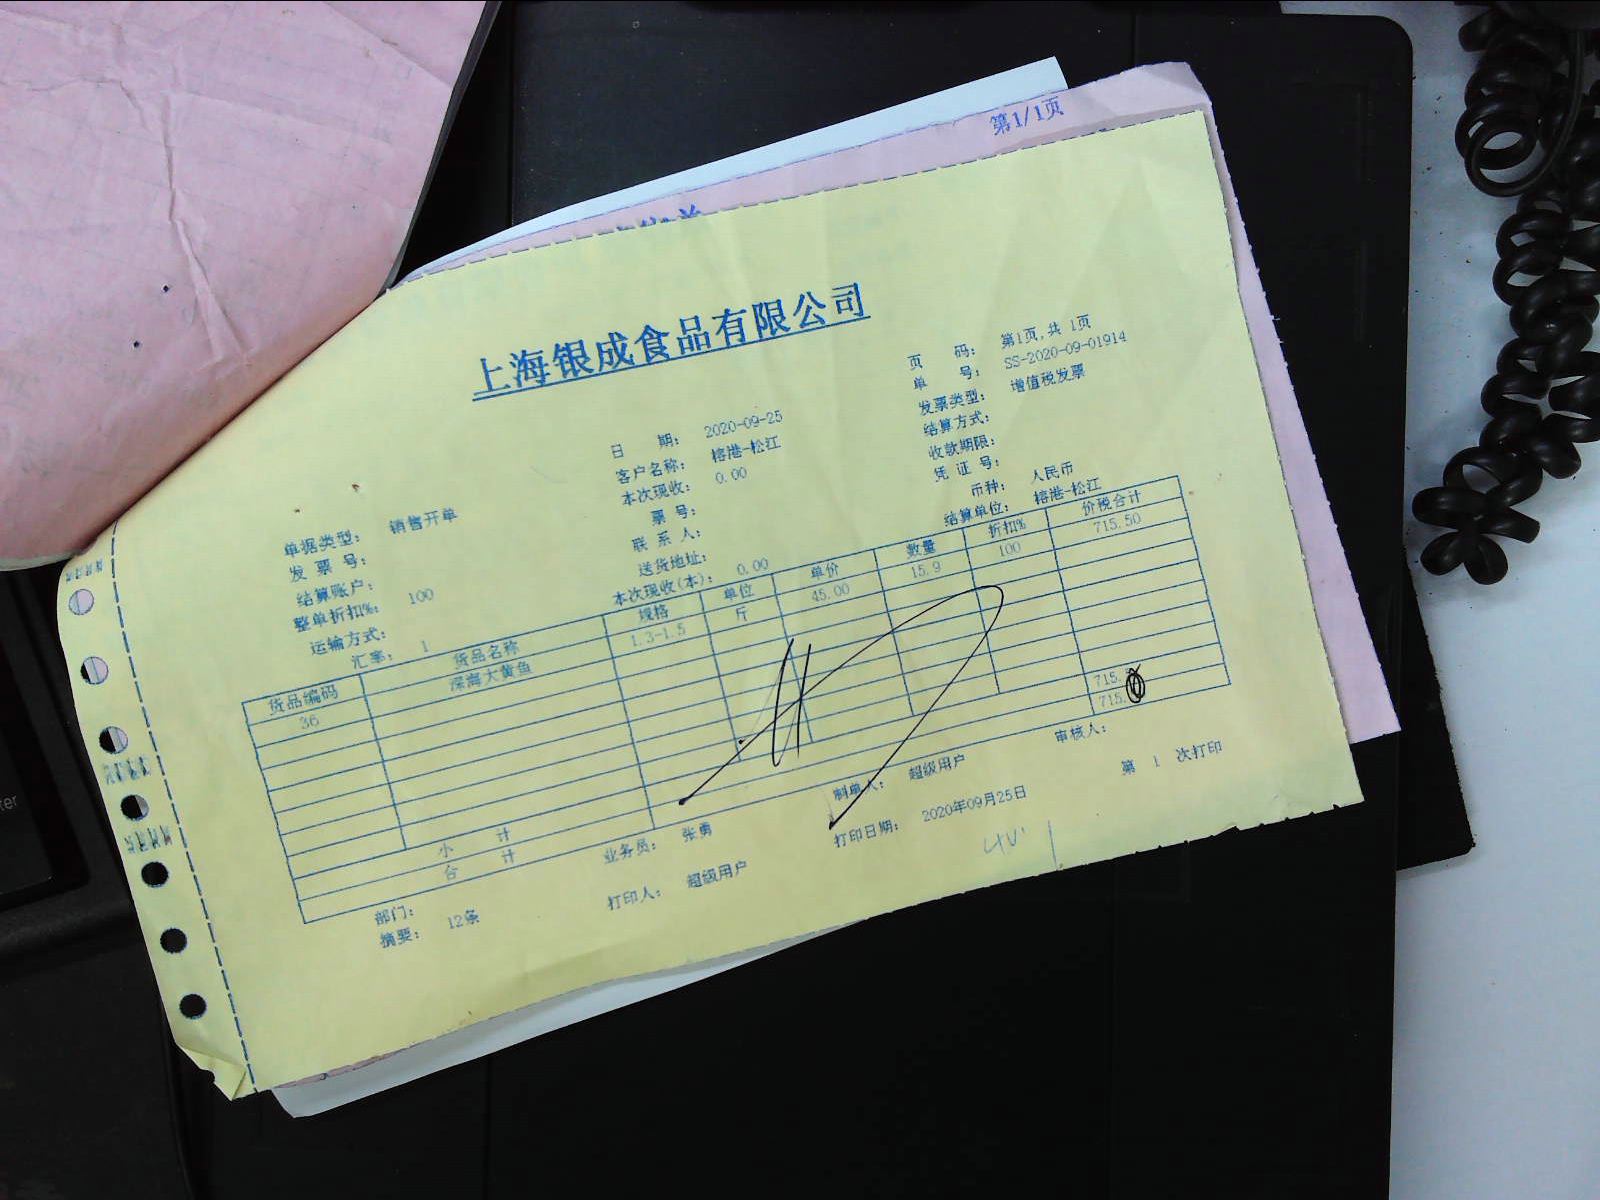 第1/1页
上海银成食品有限公司
页 码： 第1页,共 1页
单 号： SS-2020-09-01914
发票类型： 增值税发票
结算方式：
收款期限：
凭 证 号：
币种： 人民币
结算单位： 榕港-松江
日 期： 2020-09-25
客户名称： 榕港-松江
本次现收： 0.00
票 号：
联 系 人：
送货地址：
本次现收(本)： 0.00
单据类型： 销售开单
发 票 号：
结算账户：
整单折扣%： 100
运输方式：
汇率： 1
货品编码 货品名称 规格 单位 单价 数量 折扣% 价税合计
36 深海大黄鱼 1.3-1.5 斤 45.00 15.9 100 715.50
小 计 715.
合 计 715.
部门： 业务员： 张勇 制单人： 超级用户 审核人：
摘要： 12条 打印人： 超级用户 打印日期： 2020年09月25日 第 1 次打印